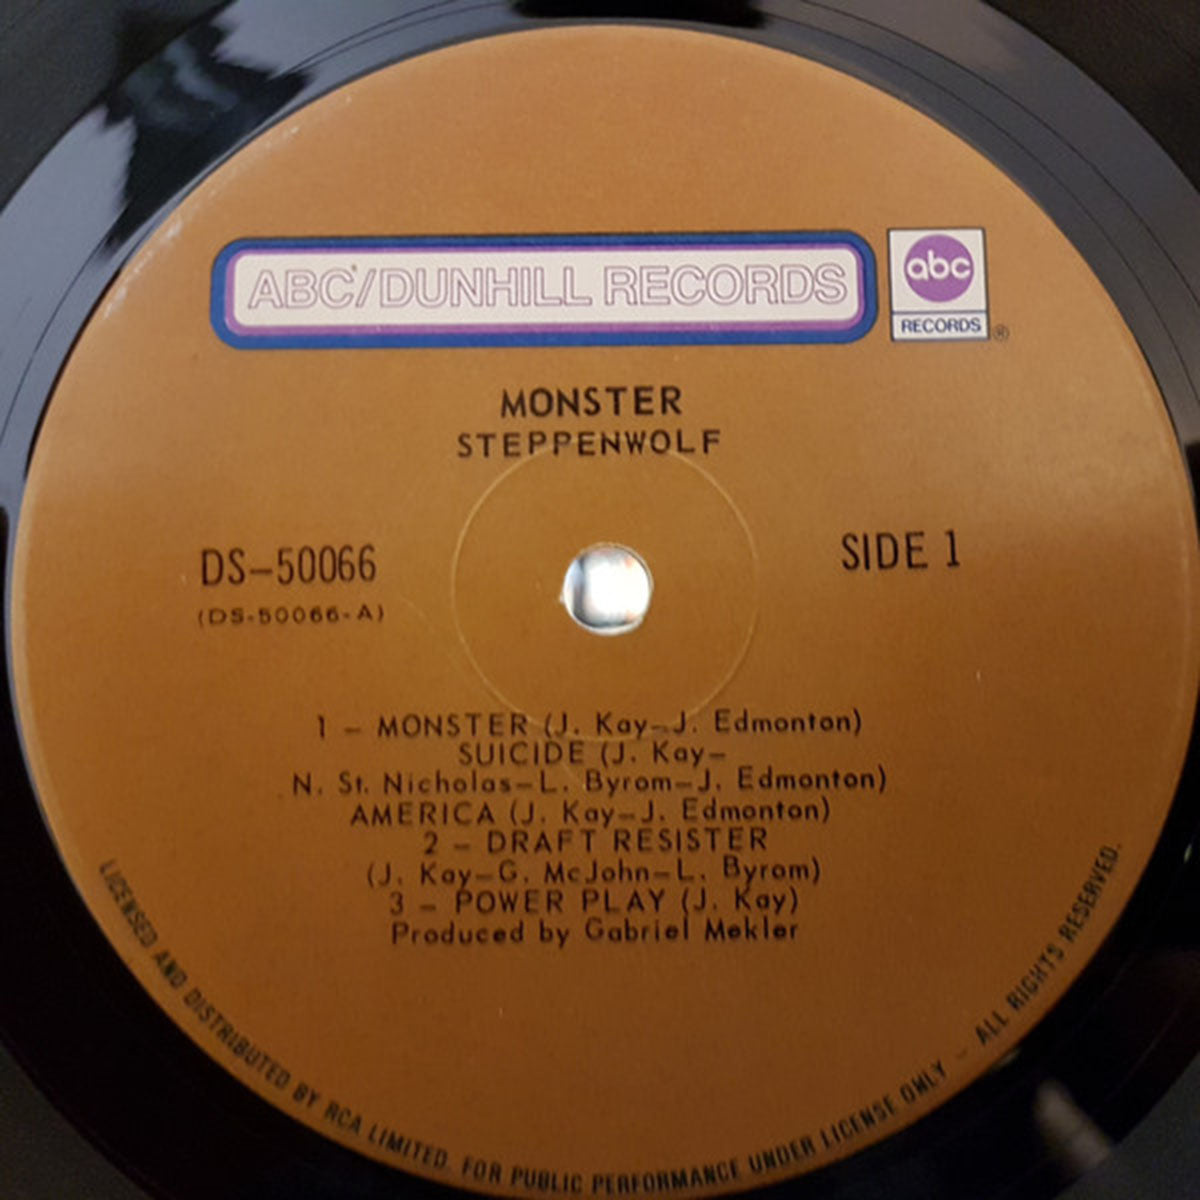 ABC/DUNHILL RECORDS
abc
RECORDS ®
MONSTER
STEPPENWOLF
DS-50066
SIDE 1
(DS-50066-A)
1 - MONSTER (J. Kay-J. Edmonton)
SUICIDE (J. Kay-
N. St. Nicholas-L. Byrom-J. Edmonton)
AMERICA (J. Kay-J. Edmonton)
2 - DRAFT RESISTER
(J. Kay-G. McJohn-L. Byrom)
3 - POWER PLAY (J. Kay)
Produced by Gabriel Mekler
LICENSED AND DISTRIBUTED BY RCA LIMITED. FOR PUBLIC PERFORMANCE UNDER LICENSE ONLY - ALL RIGHTS RESERVED.